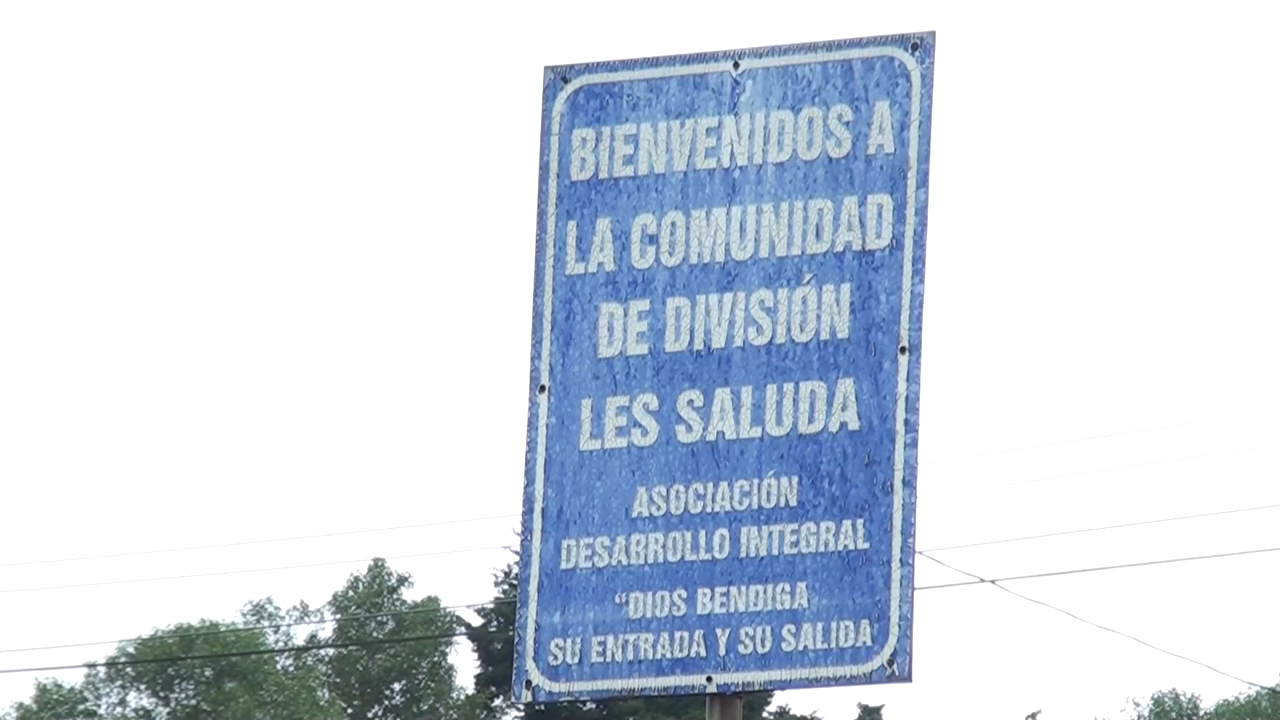 BIENVENIDOS A
LA COMUNIDAD
DE DIVISIÓN
LES SALUDA
ASOCIACIÓN
DESARROLLO INTEGRAL
“DIOS BENDIGA
SU ENTRADA Y SU SALIDA